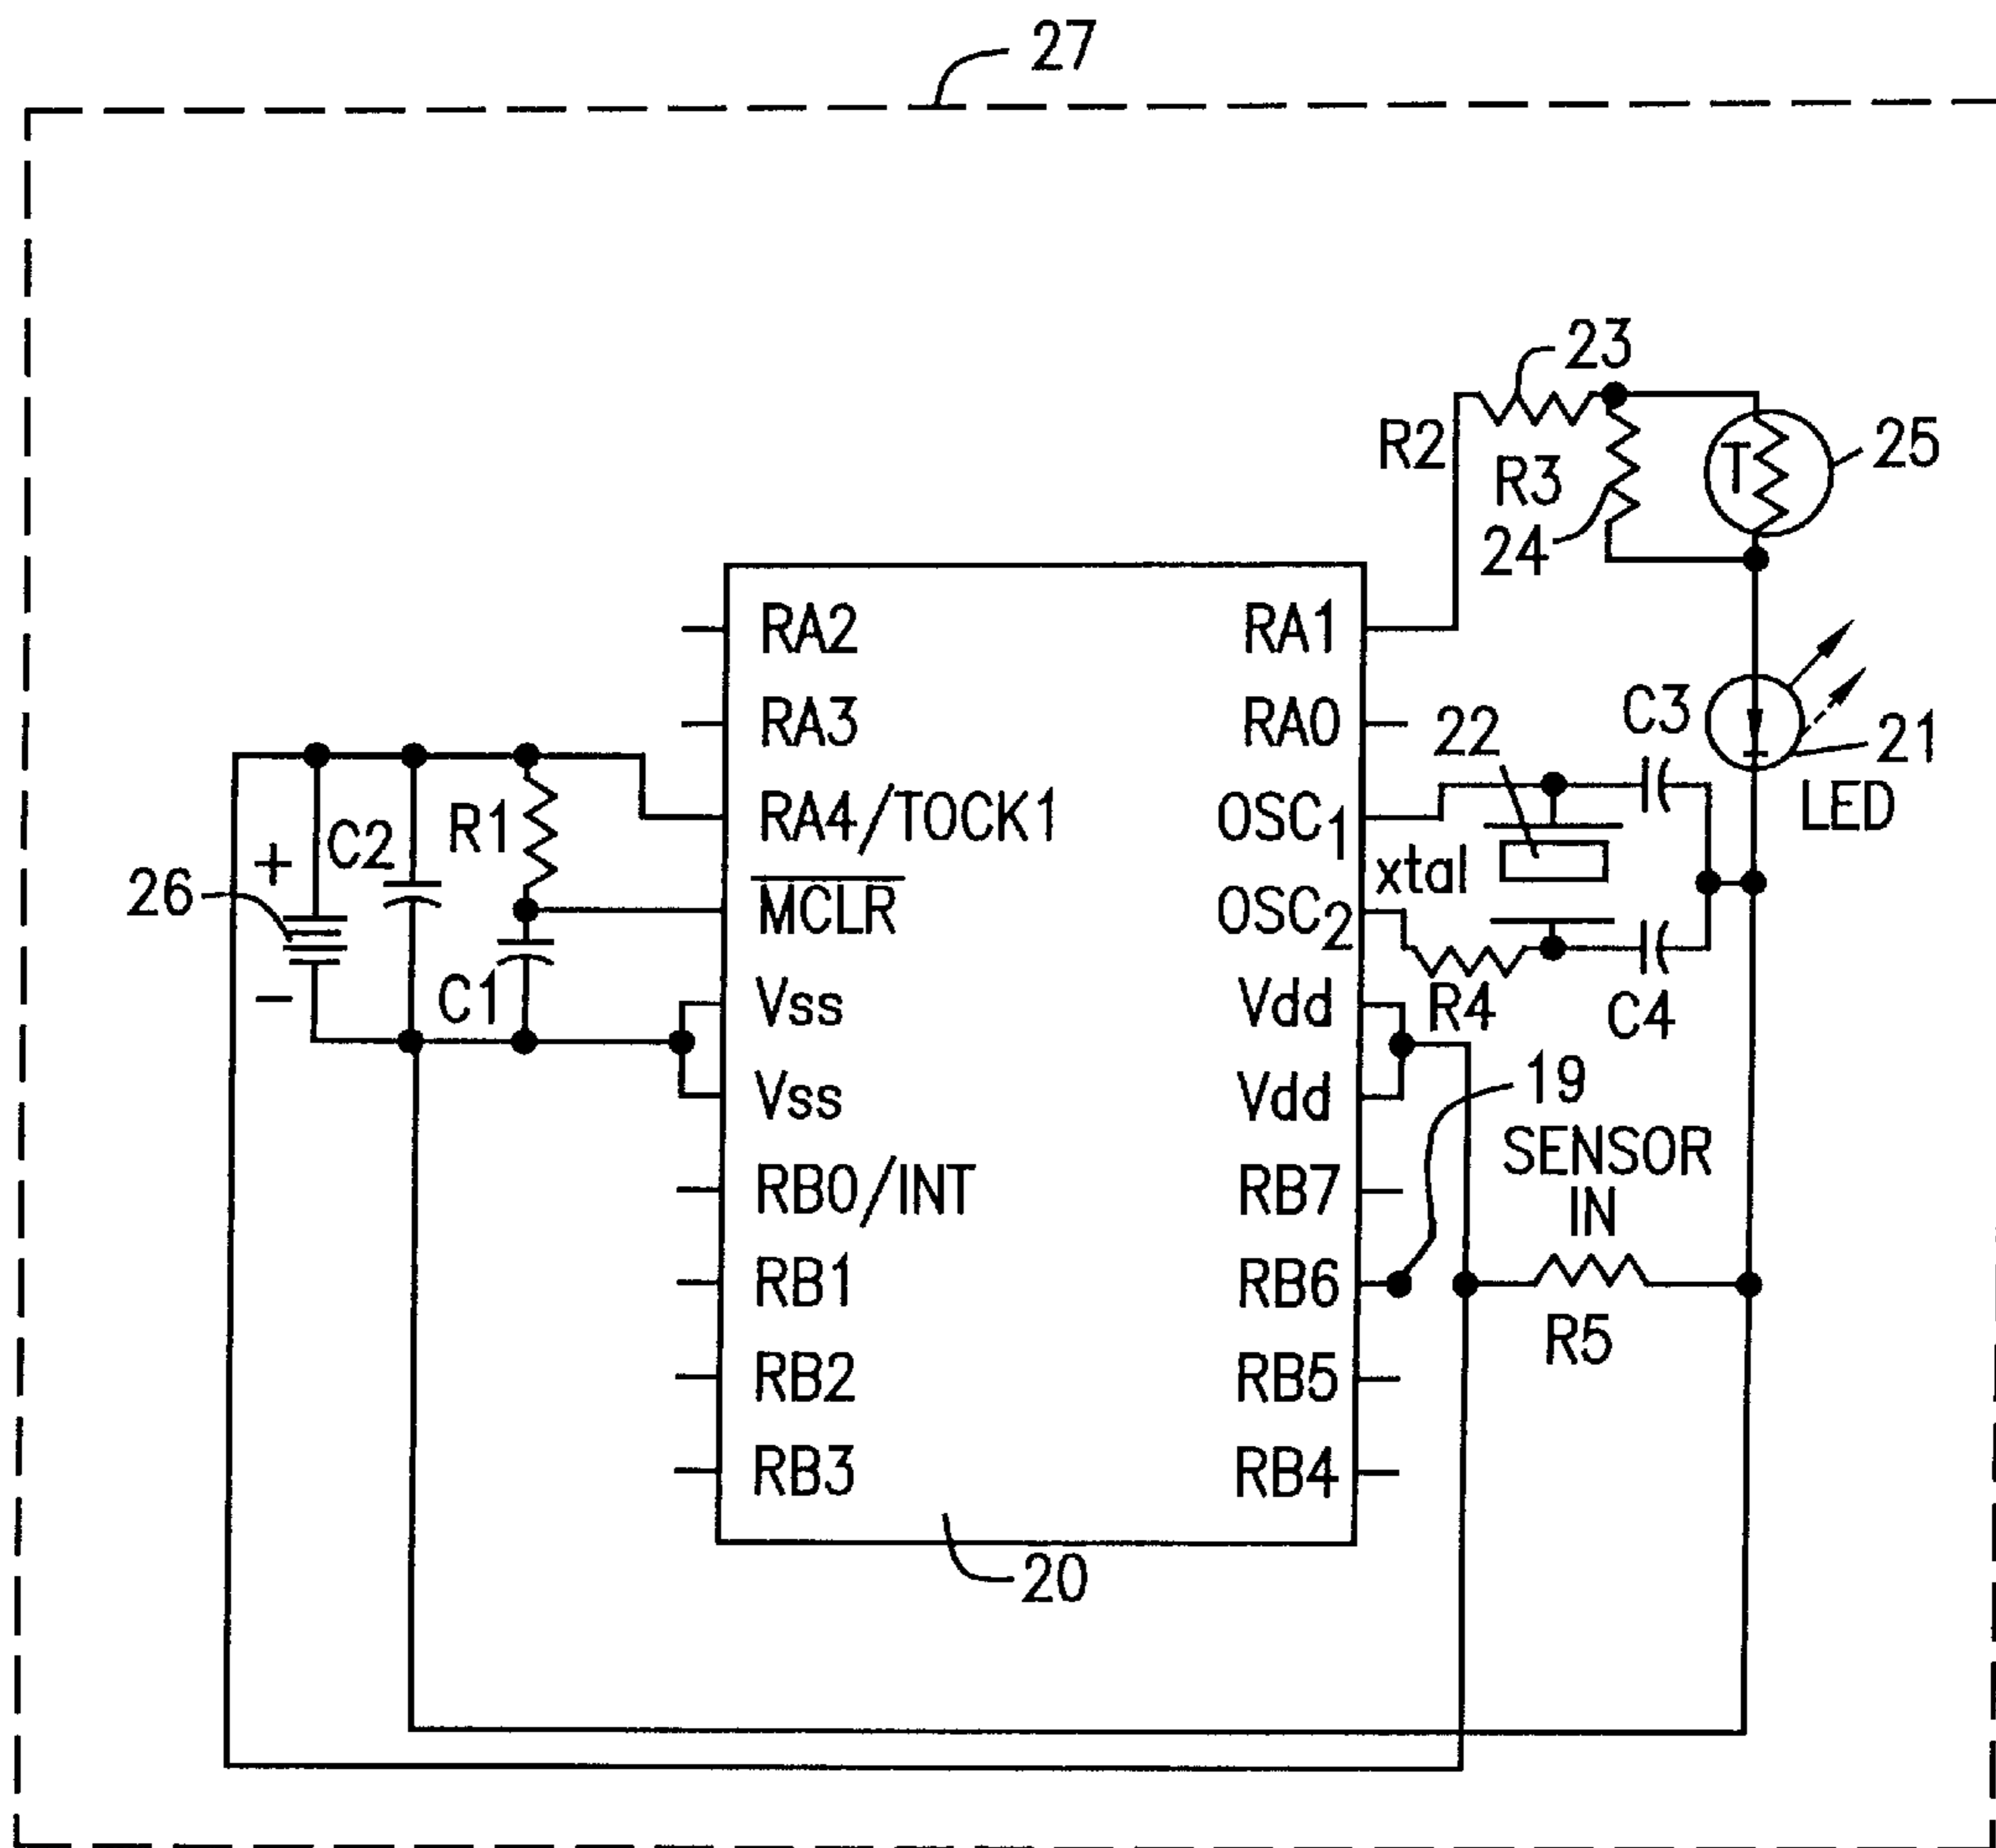 27
23
R2
R3
25
24
RA2
RA1
RA3
RA0
22
C3
21
LED
RA4/TOCK1
OSC1
xtal
R1
C2
+
26
MCLR
OSC2
R4
C4
−
C1
Vss
Vdd
Vss
Vdd
19
SENSOR
IN
RB0/INT
RB7
RB1
RB6
R5
RB2
RB5
RB3
RB4
20
T